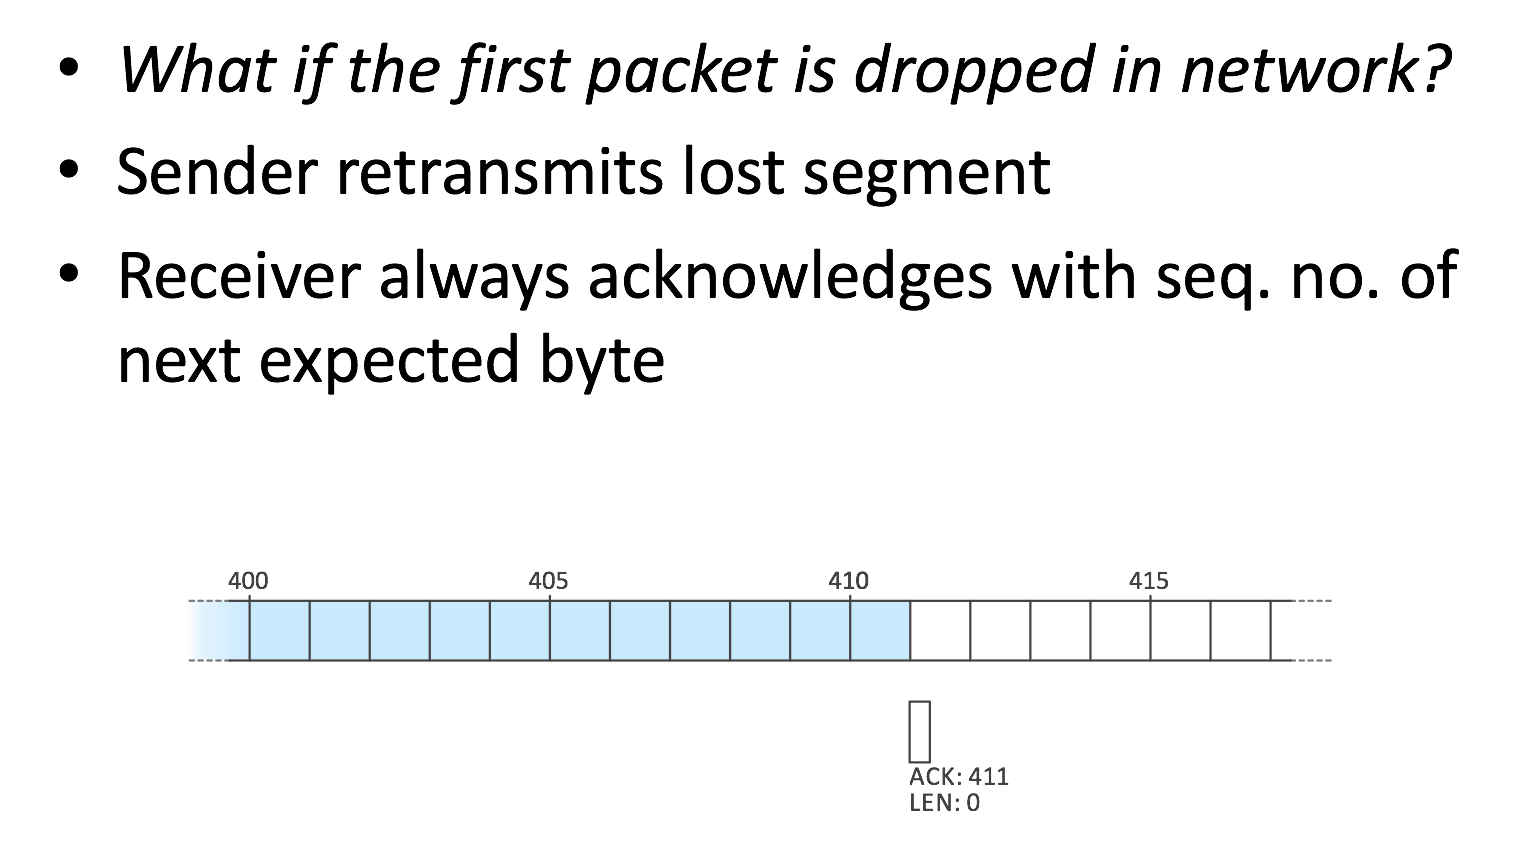 • What if the first packet is dropped in network?
• Sender retransmits lost segment
• Receiver always acknowledges with seq. no. of
next expected byte
400 405 410 415
ACK: 411
LEN: 0